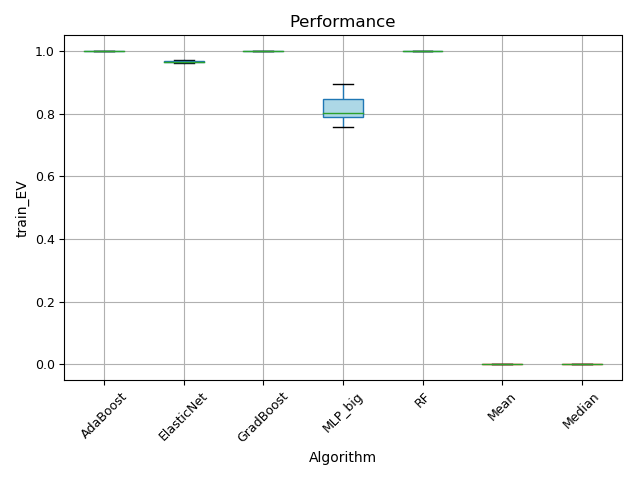 Performance
train_EV
1.0
0.8
0.6
0.4
0.2
0.0
AdaBoost
ElasticNet
GradBoost
MLP_big
RF
Mean
Median
Algorithm